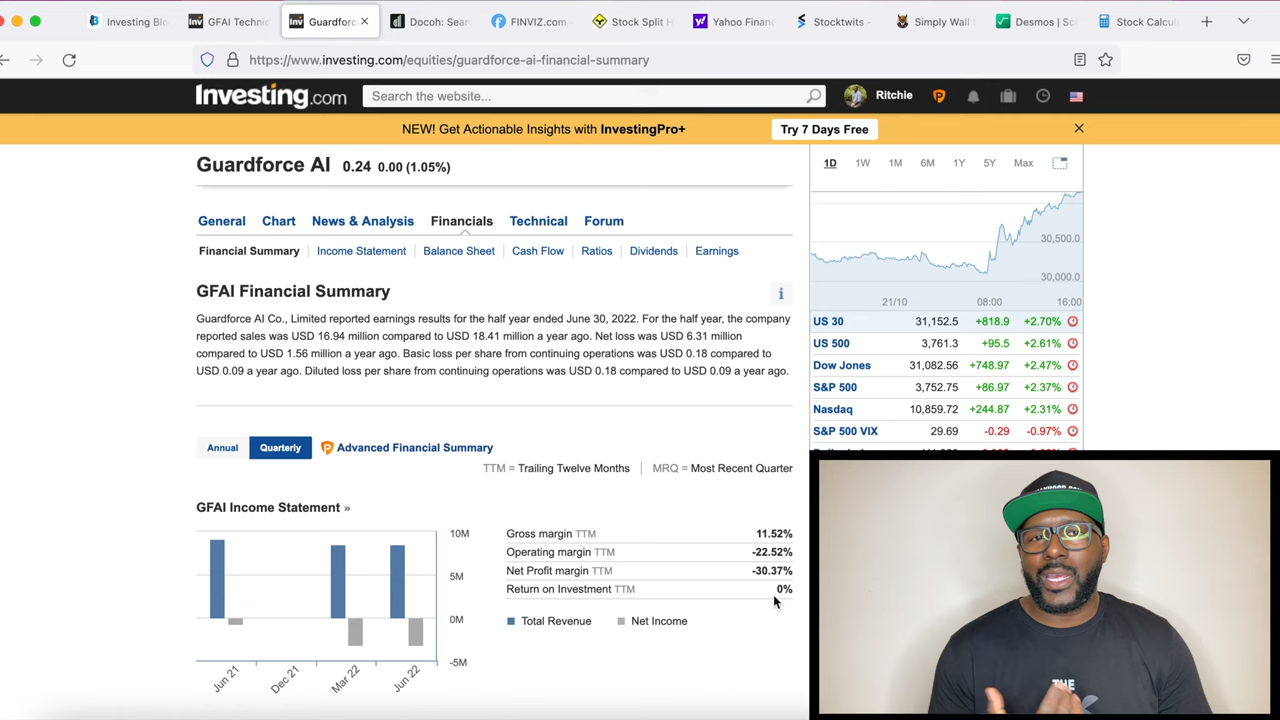 Investing Blo
GFAI Technic
Guardforc
Docoh: Sear
FINVIZ.com -
Stock Split H
Yahoo Financ
Stocktwits -
Simply Wall
Desmos | Sci
Stock Calcul
https://www.investing.com/equities/guardforce-ai-financial-summary
Investing.com
Search the website...
Ritchie
NEW! Get Actionable Insights with InvestingPro+
Try 7 Days Free
Guardforce AI 0.24 0.00 (1.05%)
1D 1W 1M 6M 1Y 5Y Max
General Chart News & Analysis Financials Technical Forum
Financial Summary Income Statement Balance Sheet Cash Flow Ratios Dividends Earnings
30,500.0
30,000.0
21/10 08:00 16:00
GFAI Financial Summary
Guardforce AI Co., Limited reported earnings results for the half year ended June 30, 2022. For the half year, the company
reported sales was USD 16.94 million compared to USD 18.41 million a year ago. Net loss was USD 6.31 million
compared to USD 1.56 million a year ago. Basic loss per share from continuing operations was USD 0.18 compared to
USD 0.09 a year ago. Diluted loss per share from continuing operations was USD 0.18 compared to USD 0.09 a year ago.
US 30 31,152.5 +818.9 +2.70%
US 500 3,761.3 +95.5 +2.61%
Dow Jones 31,082.56 +748.97 +2.47%
S&P 500 3,752.75 +86.97 +2.37%
Nasdaq 10,859.72 +244.87 +2.31%
S&P 500 VIX 29.69 -0.29 -0.97%
Annual Quarterly Advanced Financial Summary
TTM = Trailing Twelve Months | MRQ = Most Recent Quarter
GFAI Income Statement »
10M
5M
0M
-5M
Jun 21 Dec 21 Mar 22 Jun 22
Gross margin TTM 11.52%
Operating margin TTM -22.52%
Net Profit margin TTM -30.37%
Return on Investment TTM 0%
Total Revenue Net Income
THE